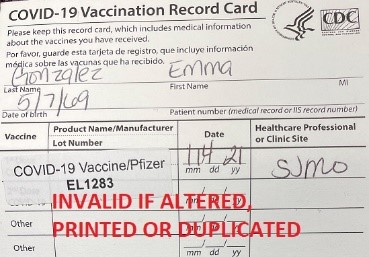 COVID-19 Vaccination Record Card
Please keep this record card, which includes medical information
about the vaccines you have received.
Por favor, guarde esta tarjeta de registro, que incluye información
médica sobre las vacunas que ha recibido.
CDC
Gonzalez Emma
Last Name First Name MI
5/7/69
Date of birth Patient number (medical record or IIS record number)
Vaccine Product Name/Manufacturer Date Healthcare Professional
Lot Number or Clinic Site
COVID-19 Vaccine/Pfizer 1 14 21 SJMO
EL1283 mm dd yy
INVALID IF ALTERED,
Other PRINTED OR DUPLICATED
Other mm dd yy